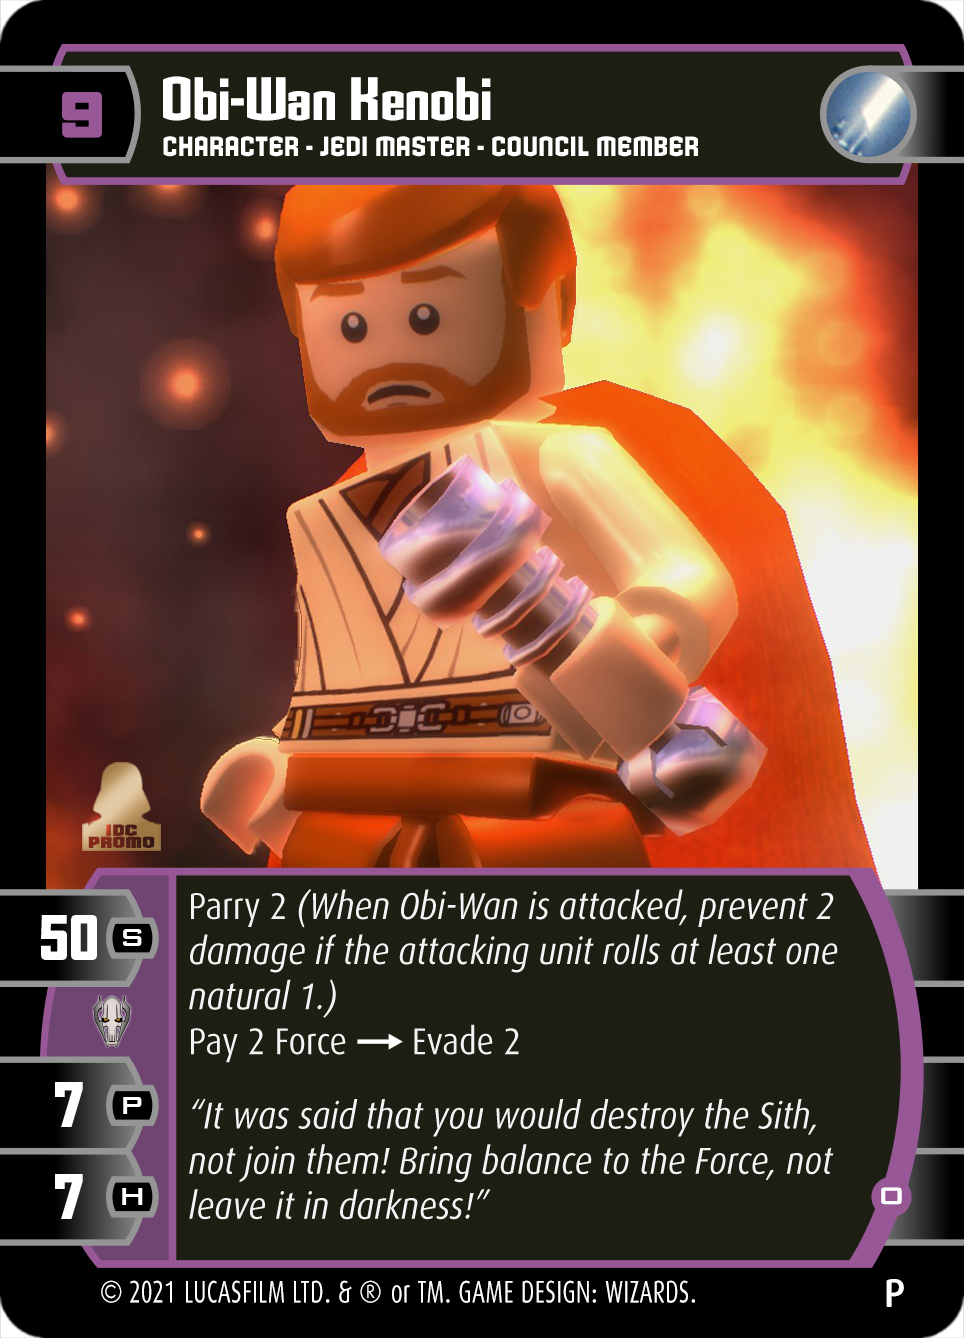 9
Obi-Wan Kenobi
CHARACTER - JEDI MASTER - COUNCIL MEMBER
IDC
PROMO
50 S
7 P
7 H
Parry 2 (When Obi-Wan is attacked, prevent 2
damage if the attacking unit rolls at least one
natural 1.)
Pay 2 Force → Evade 2
“It was said that you would destroy the Sith,
not join them! Bring balance to the Force, not
leave it in darkness!”
O
© 2021 LUCASFILM LTD. & ® or TM. GAME DESIGN: WIZARDS.
P